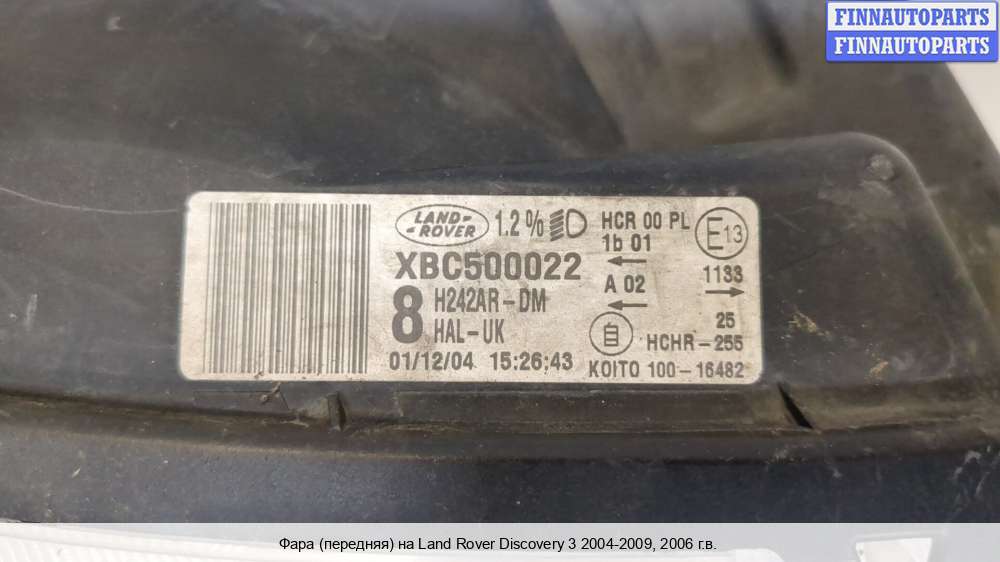 FINNAUTOPARTS
FINNAUTOPARTS
LAND-
-ROVER
1.2%
HCR 00 PL
1b 01
E13
XBC500022
A 02
1133
8
H242AR-DM
HAL-UK
25
HCHR-255
01/12/04 15:26:43
KOITO 100-16482
Фара (передняя) на Land Rover Discovery 3 2004-2009, 2006 г.в.